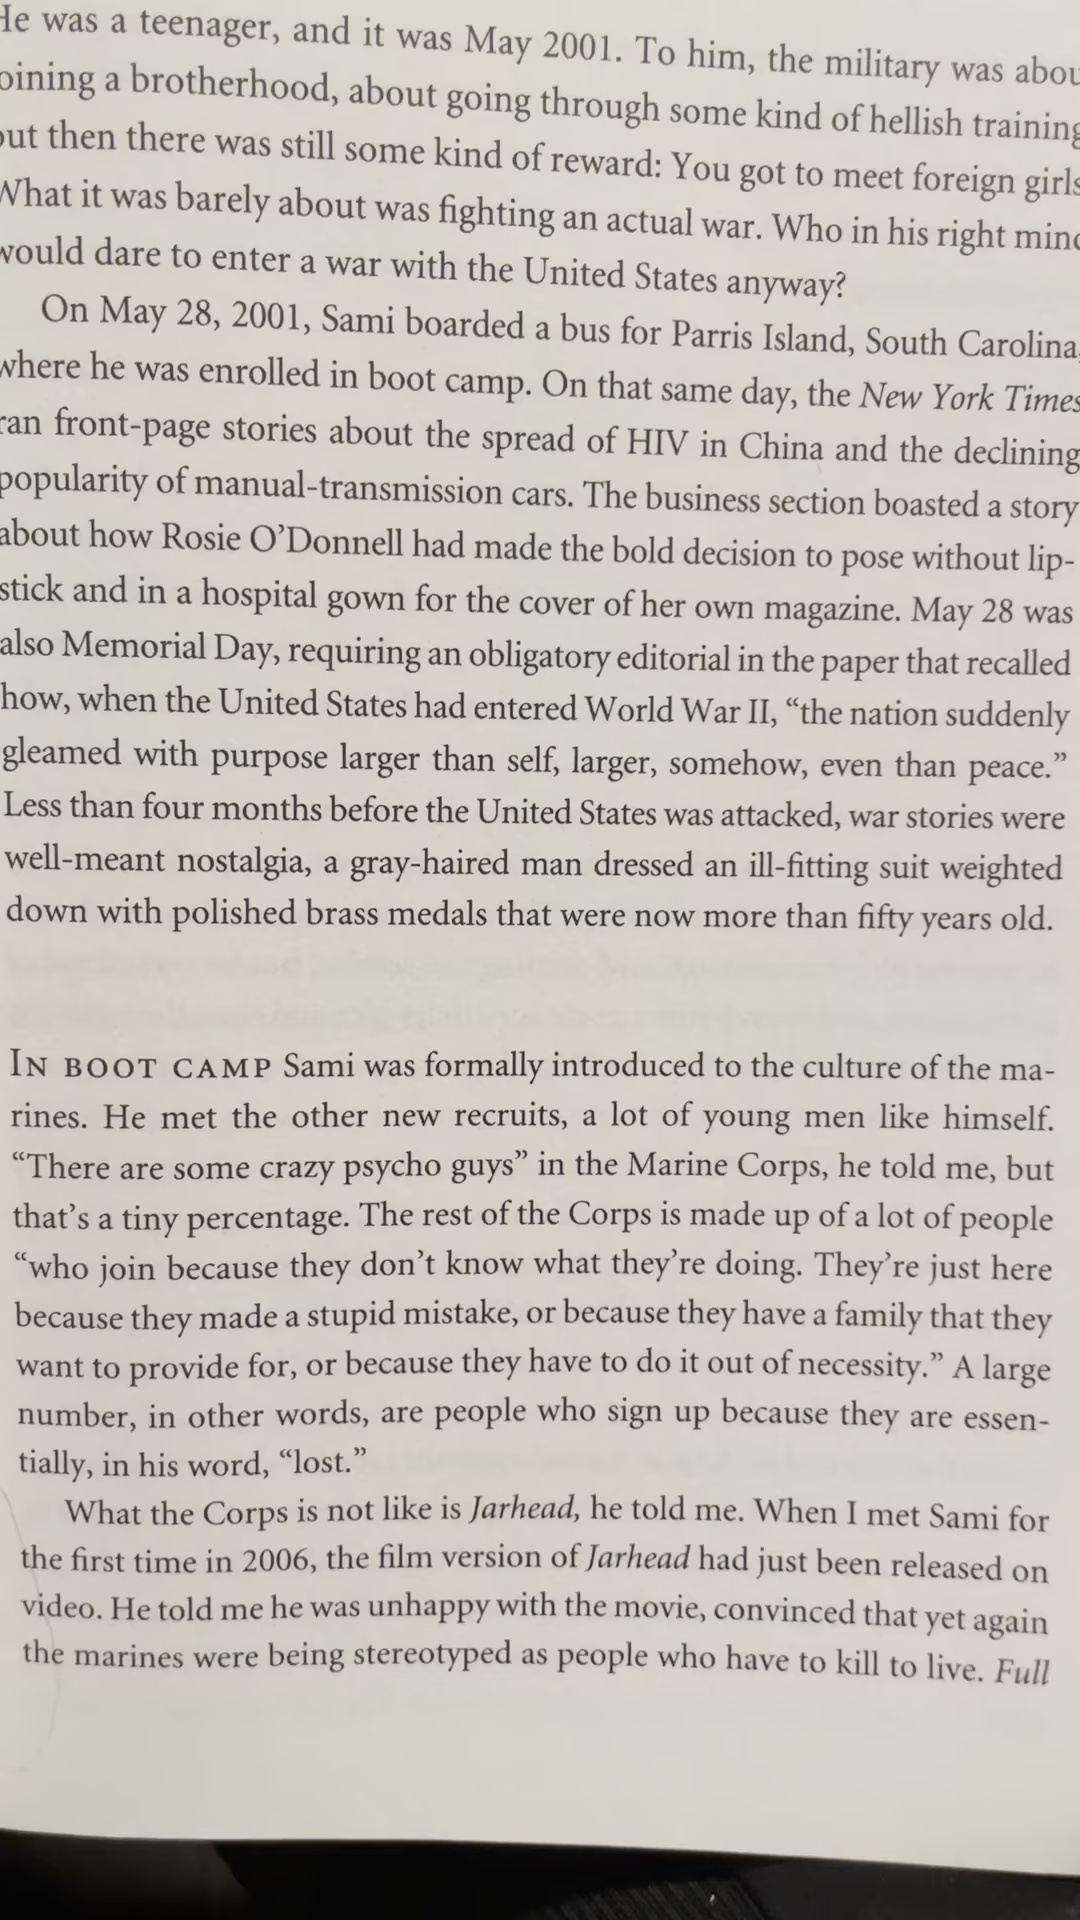 He was a teenager, and it was May 2001. To him, the military was abou
oining a brotherhood, about going through some kind of hellish training
out then there was still some kind of reward: You got to meet foreign girls
What it was barely about was fighting an actual war. Who in his right mind
would dare to enter a war with the United States anyway?
On May 28, 2001, Sami boarded a bus for Parris Island, South Carolina,
where he was enrolled in boot camp. On that same day, the New York Times
ran front-page stories about the spread of HIV in China and the declining
popularity of manual-transmission cars. The business section boasted a story
about how Rosie O’Donnell had made the bold decision to pose without lip-
stick and in a hospital gown for the cover of her own magazine. May 28 was
also Memorial Day, requiring an obligatory editorial in the paper that recalled
how, when the United States had entered World War II, “the nation suddenly
gleamed with purpose larger than self, larger, somehow, even than peace.”
Less than four months before the United States was attacked, war stories were
well-meant nostalgia, a gray-haired man dressed an ill-fitting suit weighted
down with polished brass medals that were now more than fifty years old.
IN BOOT CAMP Sami was formally introduced to the culture of the ma-
rines. He met the other new recruits, a lot of young men like himself.
“There are some crazy psycho guys” in the Marine Corps, he told me, but
that’s a tiny percentage. The rest of the Corps is made up of a lot of people
“who join because they don’t know what they’re doing. They’re just here
because they made a stupid mistake, or because they have a family that they
want to provide for, or because they have to do it out of necessity.” A large
number, in other words, are people who sign up because they are essen-
tially, in his word, “lost.”
What the Corps is not like is Jarhead, he told me. When I met Sami for
the first time in 2006, the film version of Jarhead had just been released on
video. He told me he was unhappy with the movie, convinced that yet again
the marines were being stereotyped as people who have to kill to live. Full